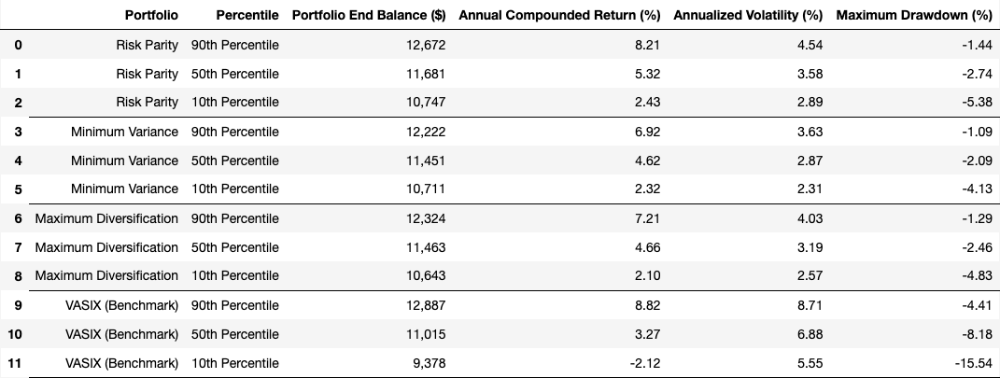 Portfolio Percentile Portfolio End Balance ($) Annual Compounded Return (%) Annualized Volatility (%) Maximum Drawdown (%)
0 Risk Parity 90th Percentile 12,672 8.21 4.54 -1.44
1 Risk Parity 50th Percentile 11,681 5.32 3.58 -2.74
2 Risk Parity 10th Percentile 10,747 2.43 2.89 -5.38
3 Minimum Variance 90th Percentile 12,222 6.92 3.63 -1.09
4 Minimum Variance 50th Percentile 11,451 4.62 2.87 -2.09
5 Minimum Variance 10th Percentile 10,711 2.32 2.31 -4.13
6 Maximum Diversification 90th Percentile 12,324 7.21 4.03 -1.29
7 Maximum Diversification 50th Percentile 11,463 4.66 3.19 -2.46
8 Maximum Diversification 10th Percentile 10,643 2.10 2.57 -4.83
9 VASIX (Benchmark) 90th Percentile 12,887 8.82 8.71 -4.41
10 VASIX (Benchmark) 50th Percentile 11,015 3.27 6.88 -8.18
11 VASIX (Benchmark) 10th Percentile 9,378 -2.12 5.55 -15.54